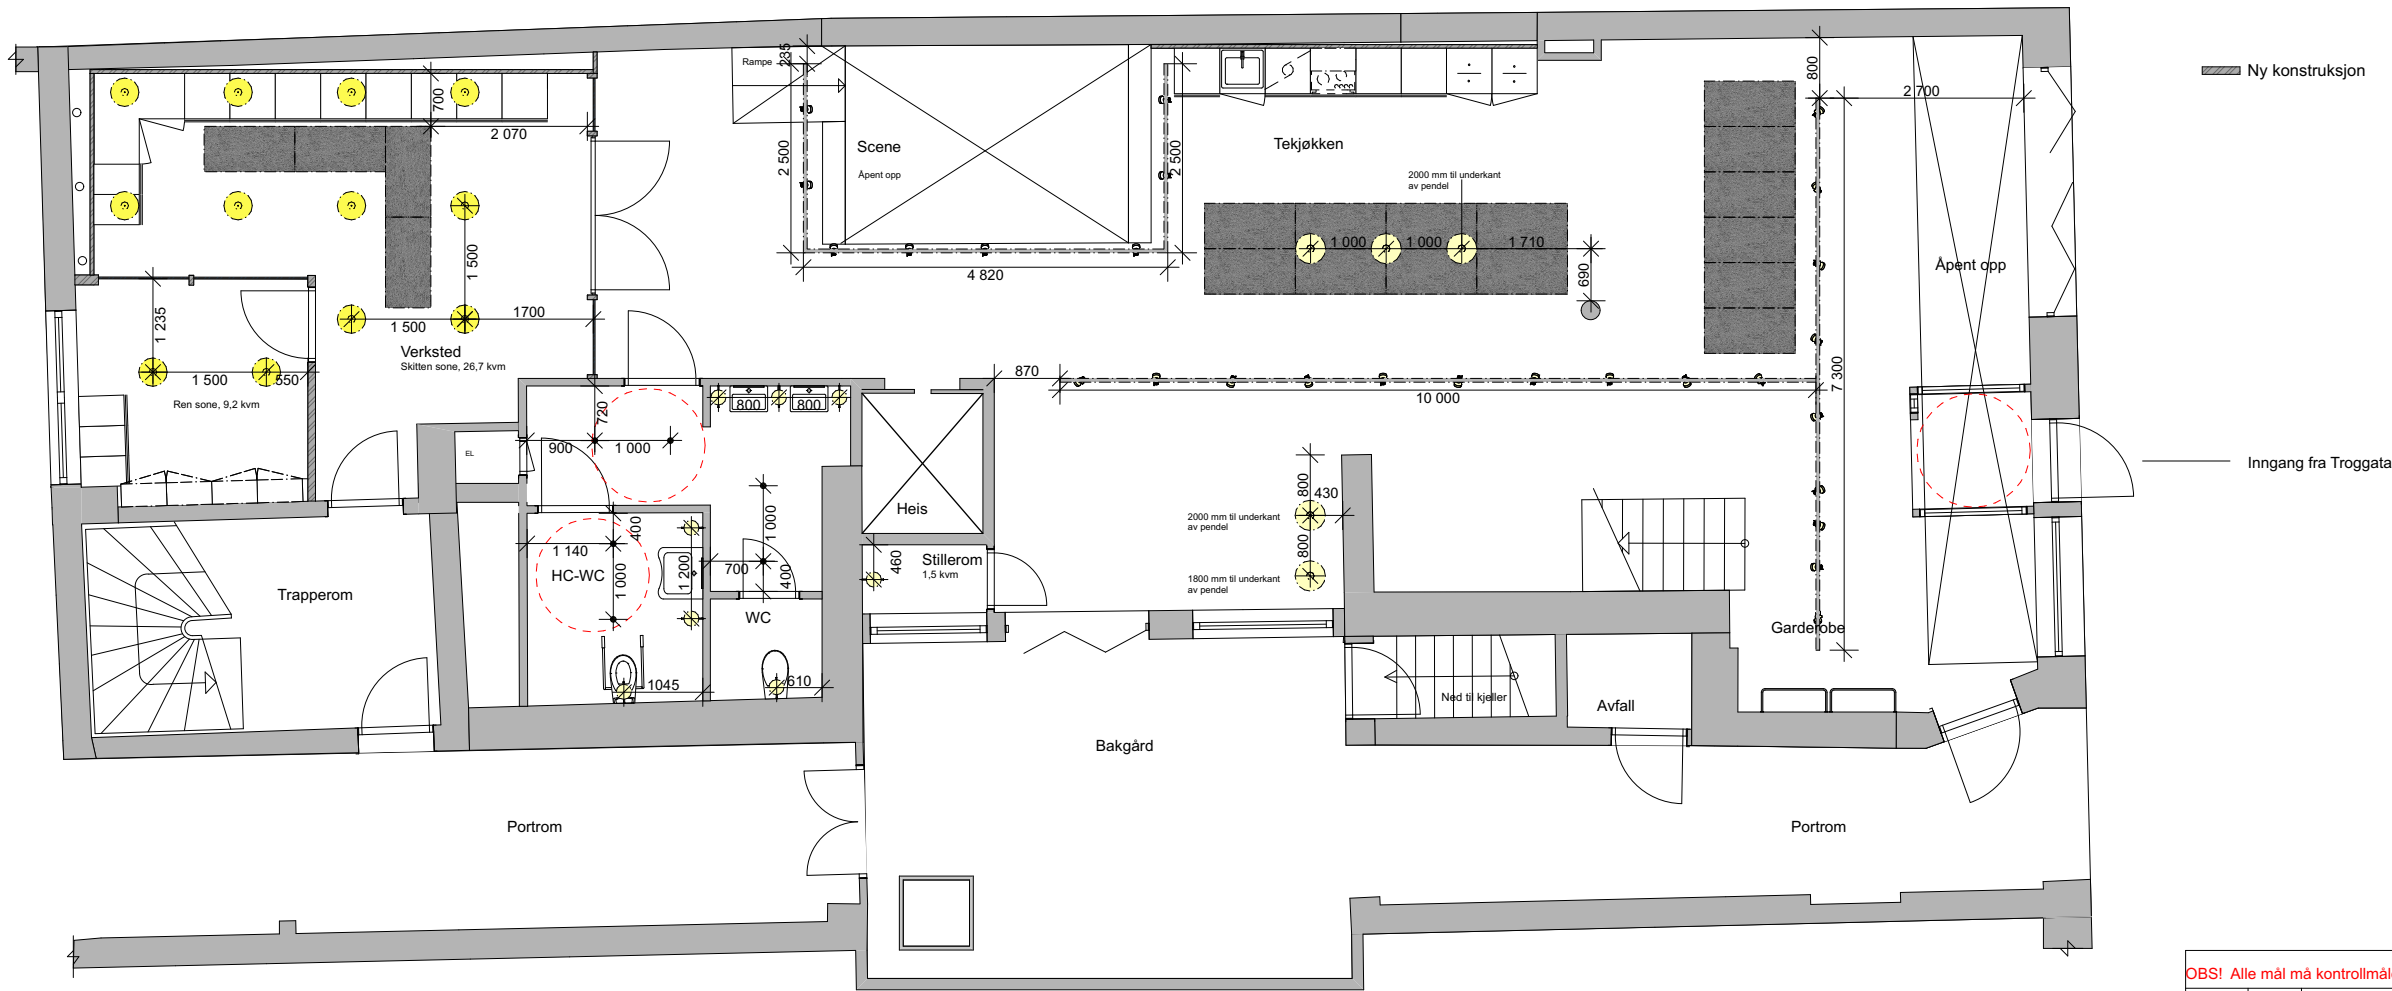 Rampe
285
800
Ny konstruksjon
700
2 070
2 700
2 500
Scene
Åpent opp
2 500
Tekjøkken
2000 mm til underkant
av pendel
1 500
1 000
1 000
1 710
690
4 820
Åpent opp
1 235
1 500
1700
Verksted
Skitten sone, 26,7 kvm
1 500
550
Ren sone, 9,2 kvm
870
10 000
7 300
720
800
800
900
1 000
EL
Inngang fra Troggata
Heis
800
430
2000 mm til underkant
av pendel
400
1 000
1 140
HC-WC
1 000
1 200
700
400
460
Stillerom
1,5 kvm
800
1800 mm til underkant
av pendel
Trapperom
WC
Garderobe
1045
610
Ned til kjeller
Avfall
Bakgård
Portrom
Portrom
OBS! Alle mål må kontrollmål